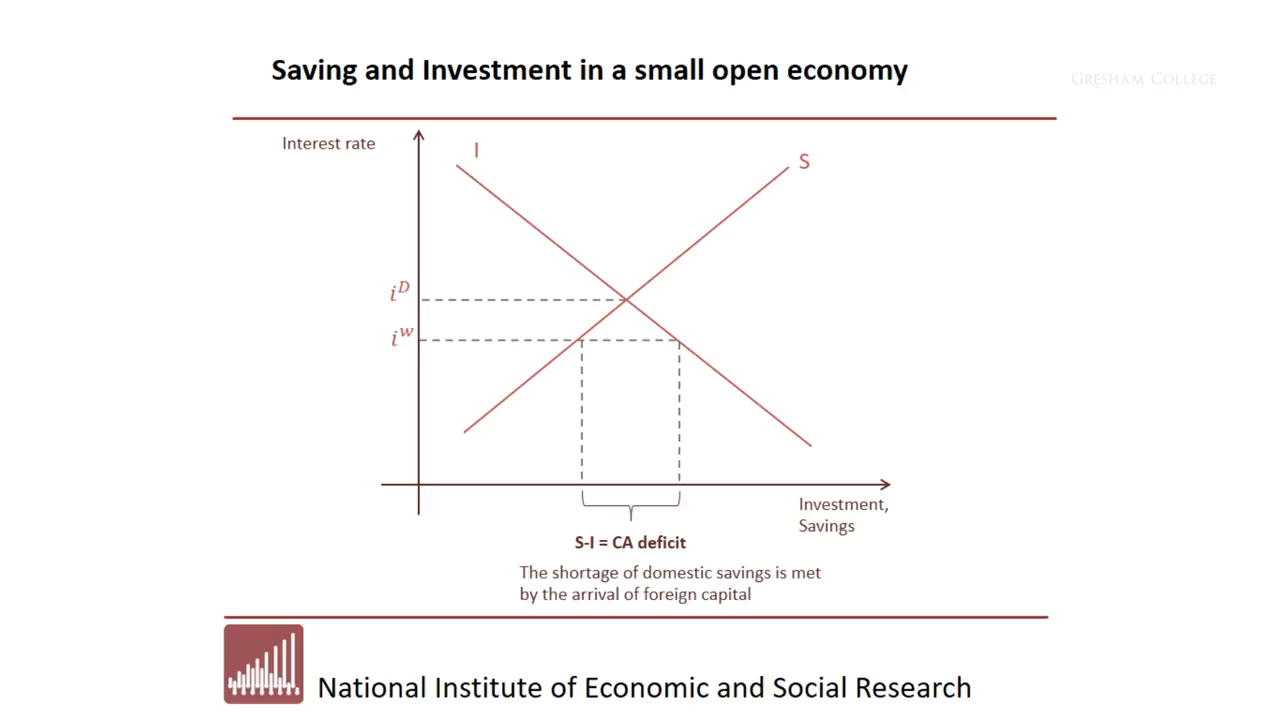 Saving and Investment in a small open economy
GRESHAM COLLEGE
Interest rate
I
S
i^D
i^w
Investment,
Savings
S-I = CA deficit
The shortage of domestic savings is met
by the arrival of foreign capital
National Institute of Economic and Social Research